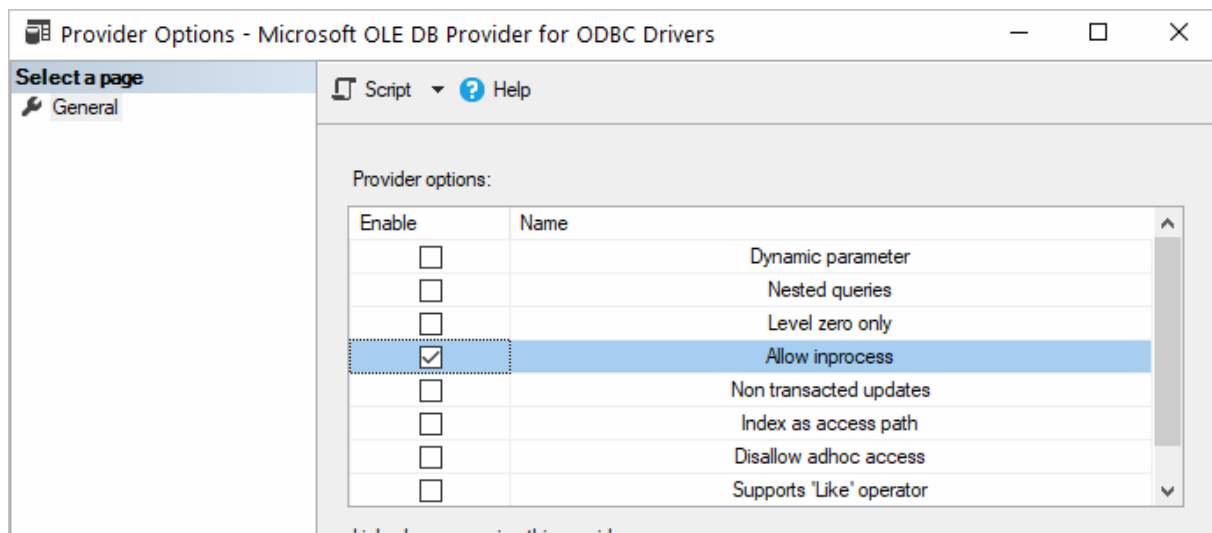 Provider Options - Microsoft OLE DB Provider for ODBC Drivers
Select a page
General
Script
Help
Provider options:
Enable Name
Dynamic parameter
Nested queries
Level zero only
Allow inprocess
Non transacted updates
Index as access path
Disallow adhoc access
Supports 'Like' operator